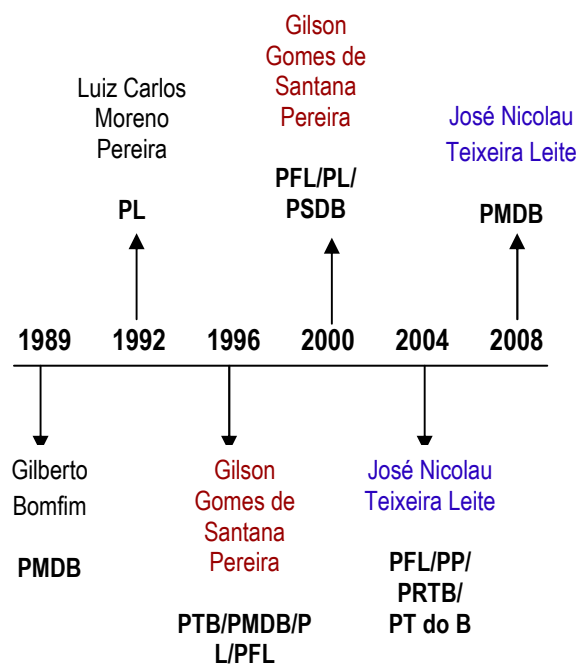 Gilson
Gomes de
Santana
Pereira
PFL/PL/
PSDB
Luiz Carlos
Moreno
Pereira
PL
José Nicolau
Teixeira Leite
PMDB
1989 1992 1996 2000 2004 2008
Gilberto
Bomfim
PMDB
Gilson
Gomes de
Santana
Pereira
PTB/PMDB/P
L/PFL
José Nicolau
Teixeira Leite
PFL/PP/
PRTB/
PT do B